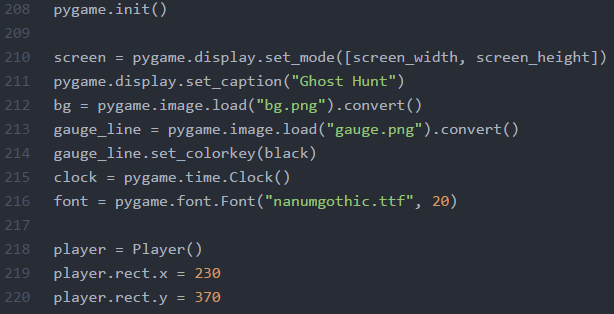 208 pygame.init()
209
210 screen = pygame.display.set_mode([screen_width, screen_height])
211 pygame.display.set_caption("Ghost Hunt")
212 bg = pygame.image.load("bg.png").convert()
213 gauge_line = pygame.image.load("gauge.png").convert()
214 gauge_line.set_colorkey(black)
215 clock = pygame.time.Clock()
216 font = pygame.font.Font("nanumgothic.ttf", 20)
217
218 player = Player()
219 player.rect.x = 230
220 player.rect.y = 370